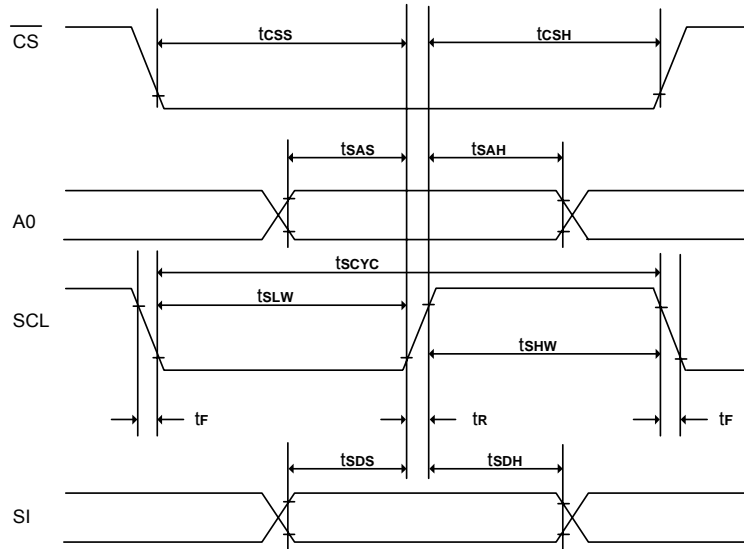 CS
tCSS
tCSH
tSAS
tSAH
A0
tSCYC
tSLW
SCL
tSHW
tF
tR
tF
tSDS
tSDH
SI